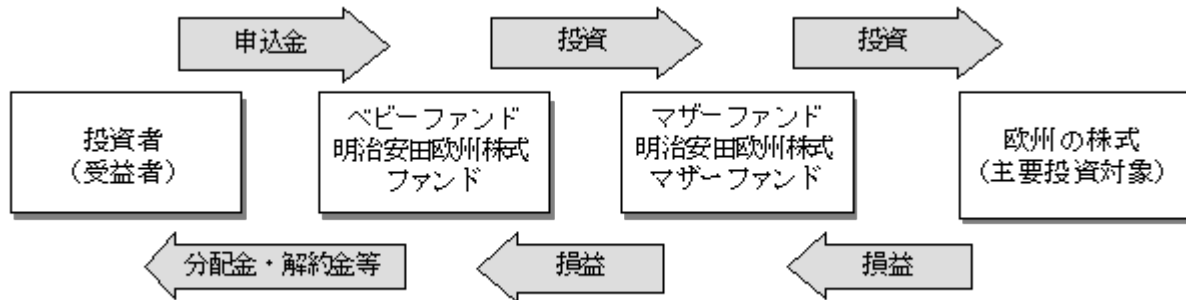 申込金
投資
投資
投資者
（受益者）
ベビーファンド
明治安田欧州株式
ファンド
マザーファンド
明治安田欧州株式
マザーファンド
欧州の株式
（主要投資対象）
分配金・解約金等
損益
損益